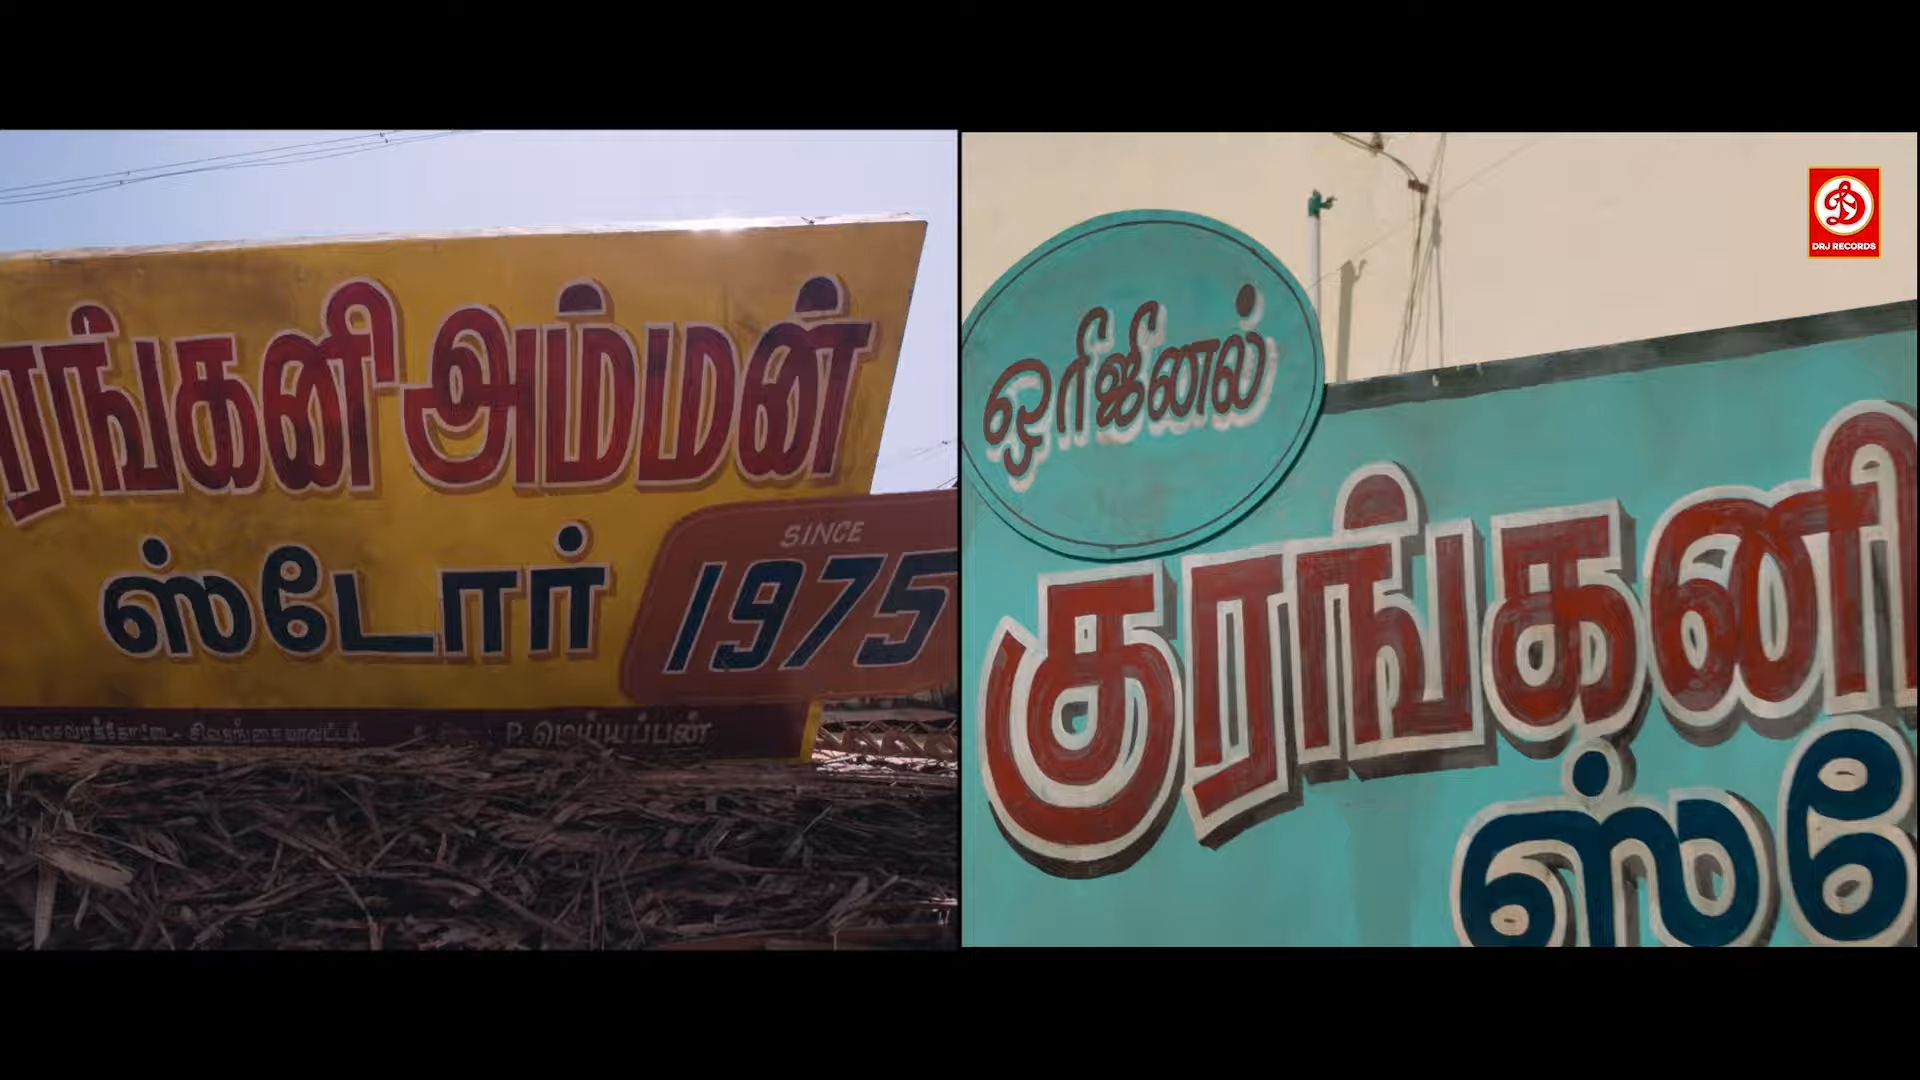 ரங்கனி அம்மன்
ஸ்டோர்
SINCE
1975
P. மெய்யப்பன்
ஒரிஜினல்
குரங்கனி
ஸ்
DRJ RECORDS